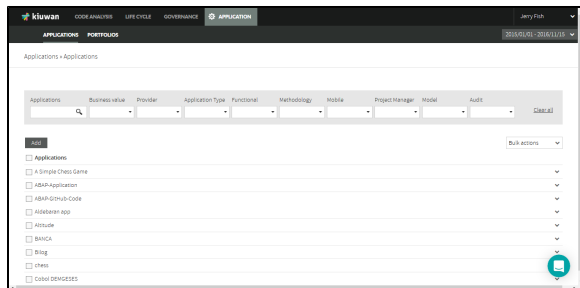 kiuwan CODE ANALYSIS LIFE CYCLE GOVERNANCE APPLICATION Jerry Fish
APPLICATIONS PORTFOLIOS 2015/01/01 - 2016/11/15
Applications • Applications
Applications Business value Provider Application Type Functional Methodology Mobile Project Manager Model Audit
Clear all
Add Bulk actions
Applications
A Simple Chess Game
ABAP-Application
ABAP-GitHub-Code
Aldebaran app
Altitude
BANCA
Bilog
chess
Cobol DEMGESES